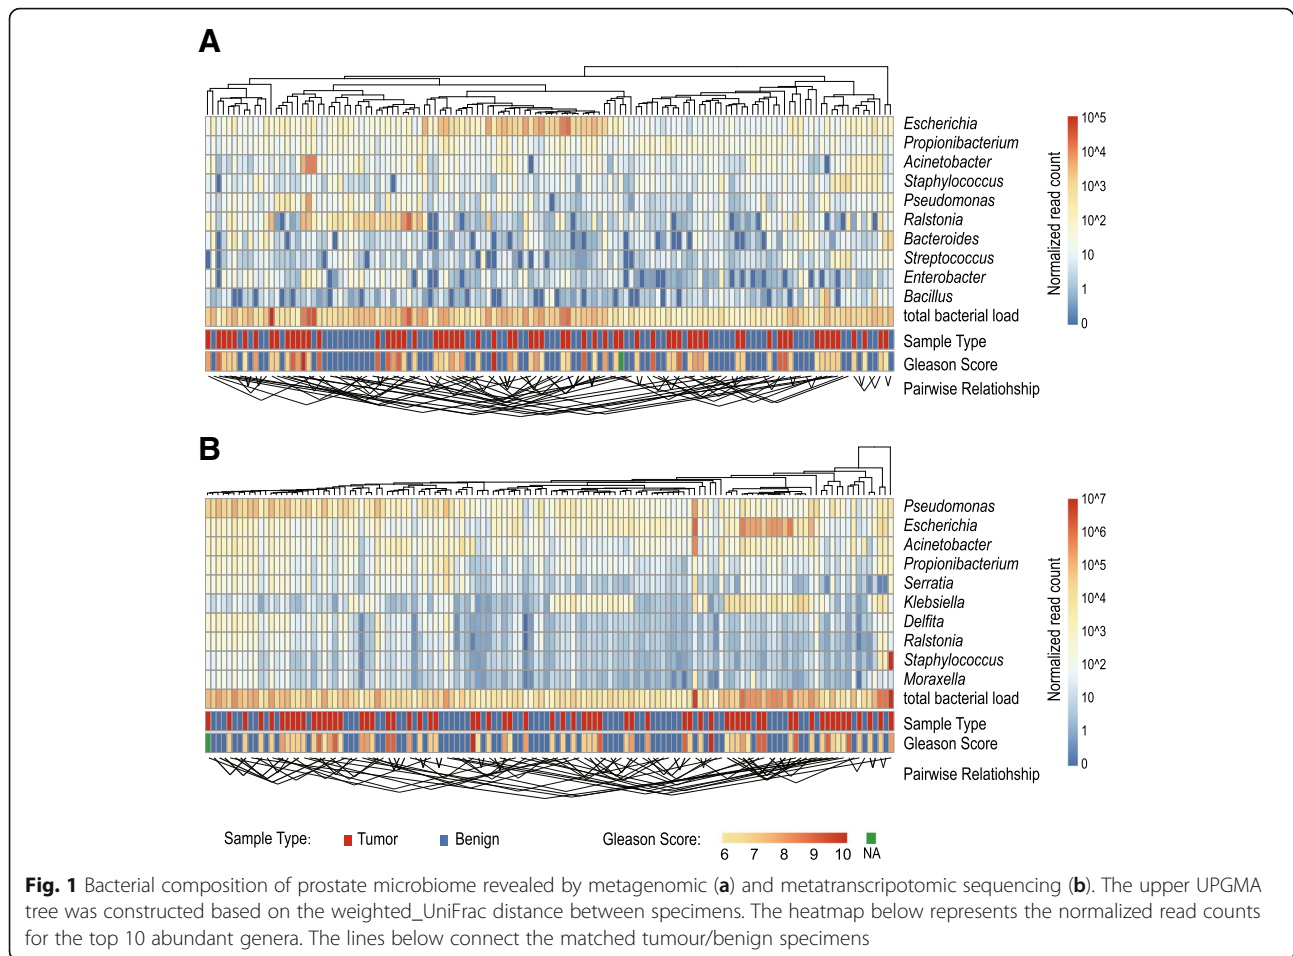 A
Escherichia
Propionibacterium
Acinetobacter
Staphylococcus
Pseudomonas
Ralstonia
Bacteroides
Streptococcus
Enterobacter
Bacillus
total bacterial load
Sample Type
Gleason Score
Pairwise Relatiohship
Normalized read count
10^5
10^4
10^3
10^2
10
1
0
B
Pseudomonas
Escherichia
Acinetobacter
Propionibacterium
Serratia
Klebsiella
Delfita
Ralstonia
Staphylococcus
Moraxella
total bacterial load
Sample Type
Gleason Score
Pairwise Relatiohship
Normalized read count
10^7
10^6
10^5
10^4
10^3
10^2
10
1
0
Sample Type: Tumor Benign
Gleason Score: 6 7 8 9 10 NA
Fig. 1 Bacterial composition of prostate microbiome revealed by metagenomic (a) and metatranscripotomic sequencing (b). The upper UPGMA
tree was constructed based on the weighted_UniFrac distance between specimens. The heatmap below represents the normalized read counts
for the top 10 abundant genera. The lines below connect the matched tumour/benign specimens